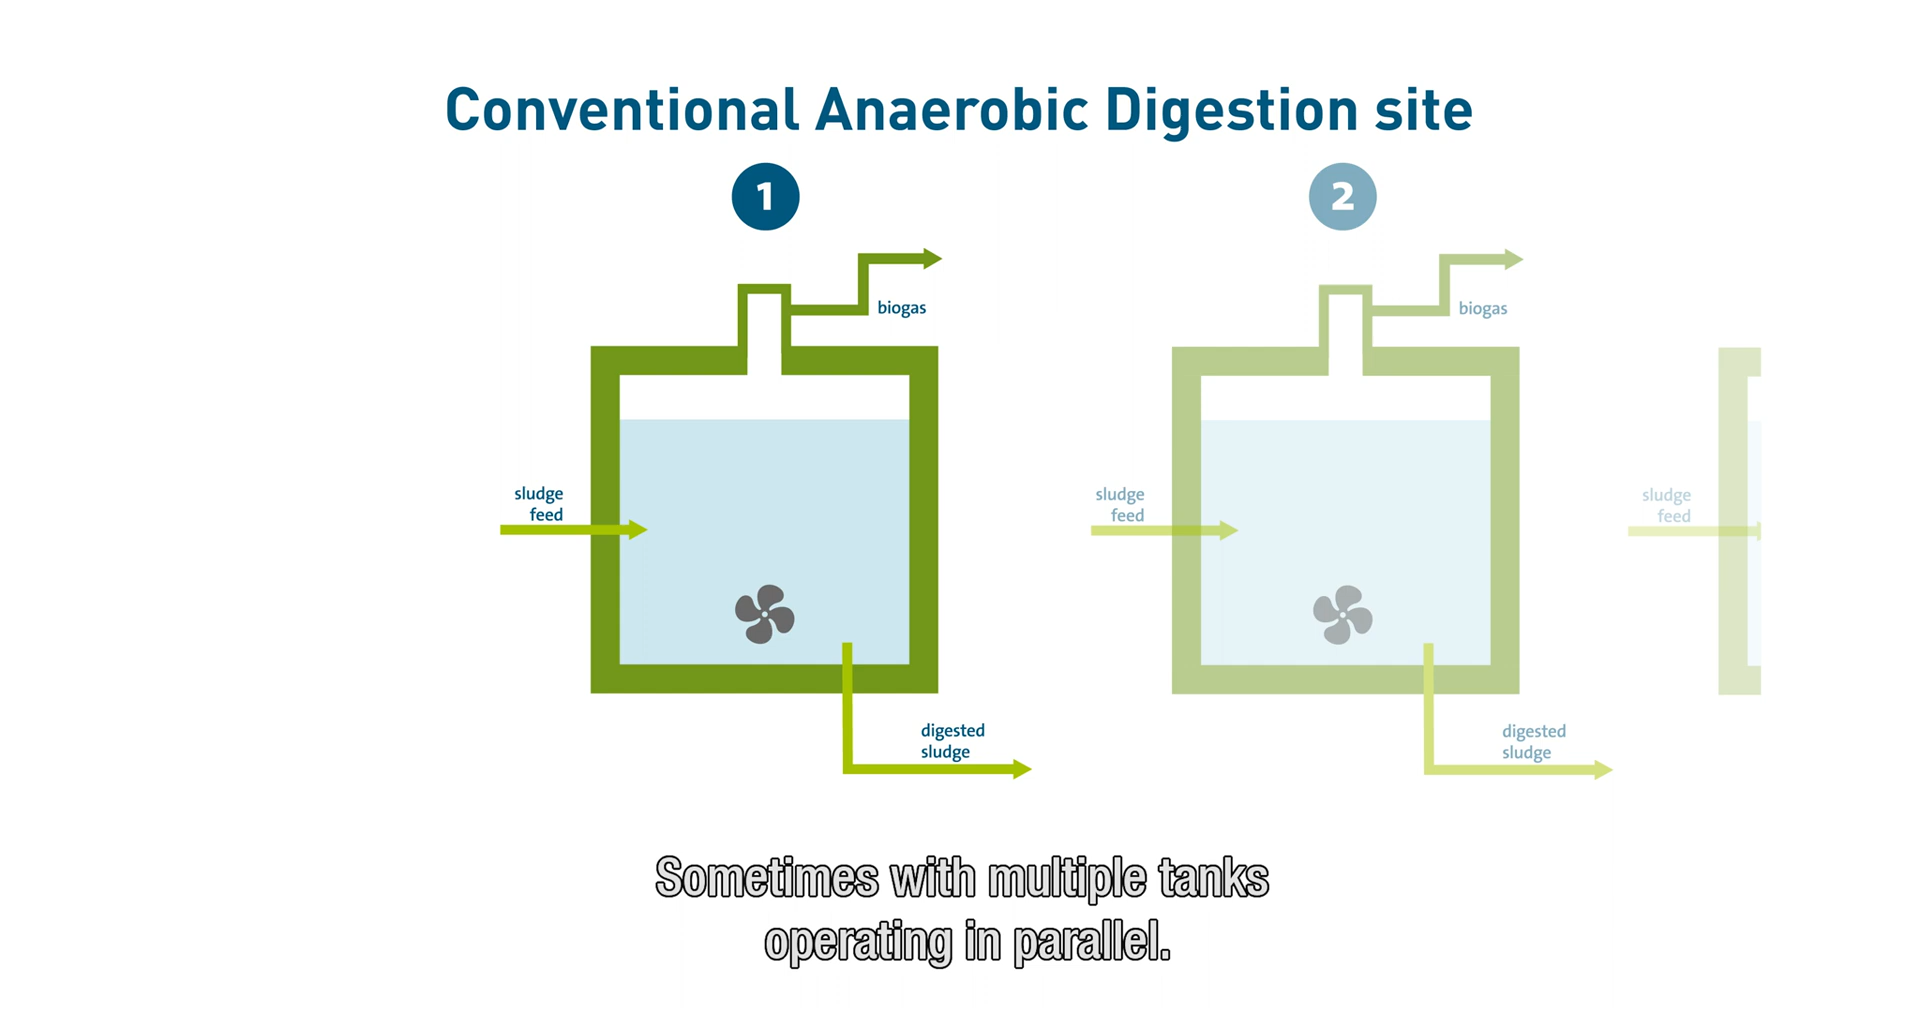 Conventional Anaerobic Digestion site
1
2
biogas
biogas
sludge
feed
sludge
feed
sludge
feed
digested
sludge
digested
sludge
Sometimes with multiple tanks
operating in parallel.